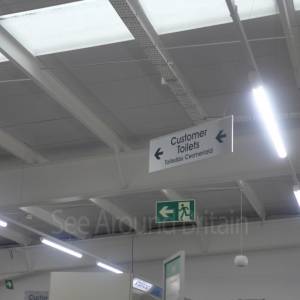 Customer
Toilets
Toiledau Cwsmeriaid
See Around Britain